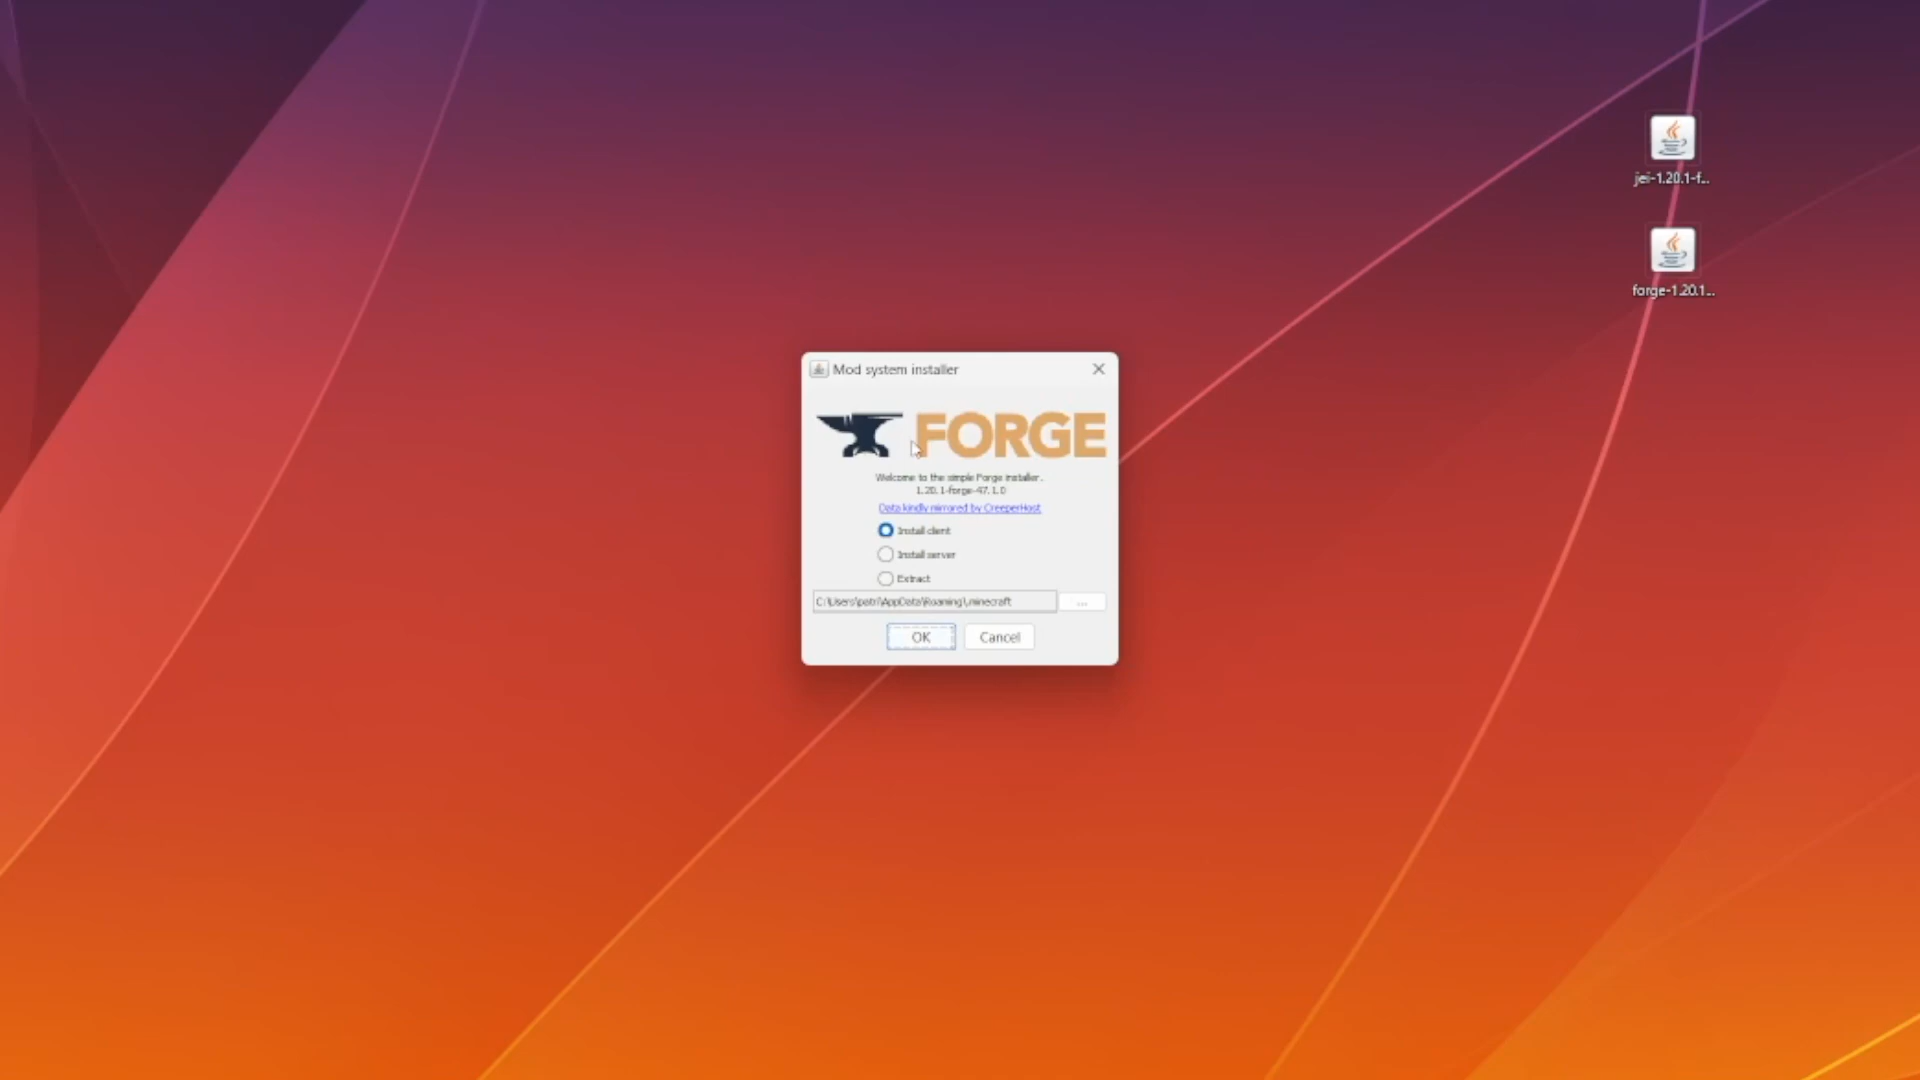 jei-1.20.1-f...
forge-1.20.1...
Mod system installer
FORGE
Welcome to the simple Forge installer.
1.20.1-forge-47.1.0
Data kindly mirrored by CreeperHost
Install client
Install server
Extract
C:\Users\patri\AppData\Roaming\.minecraft
...
OK
Cancel